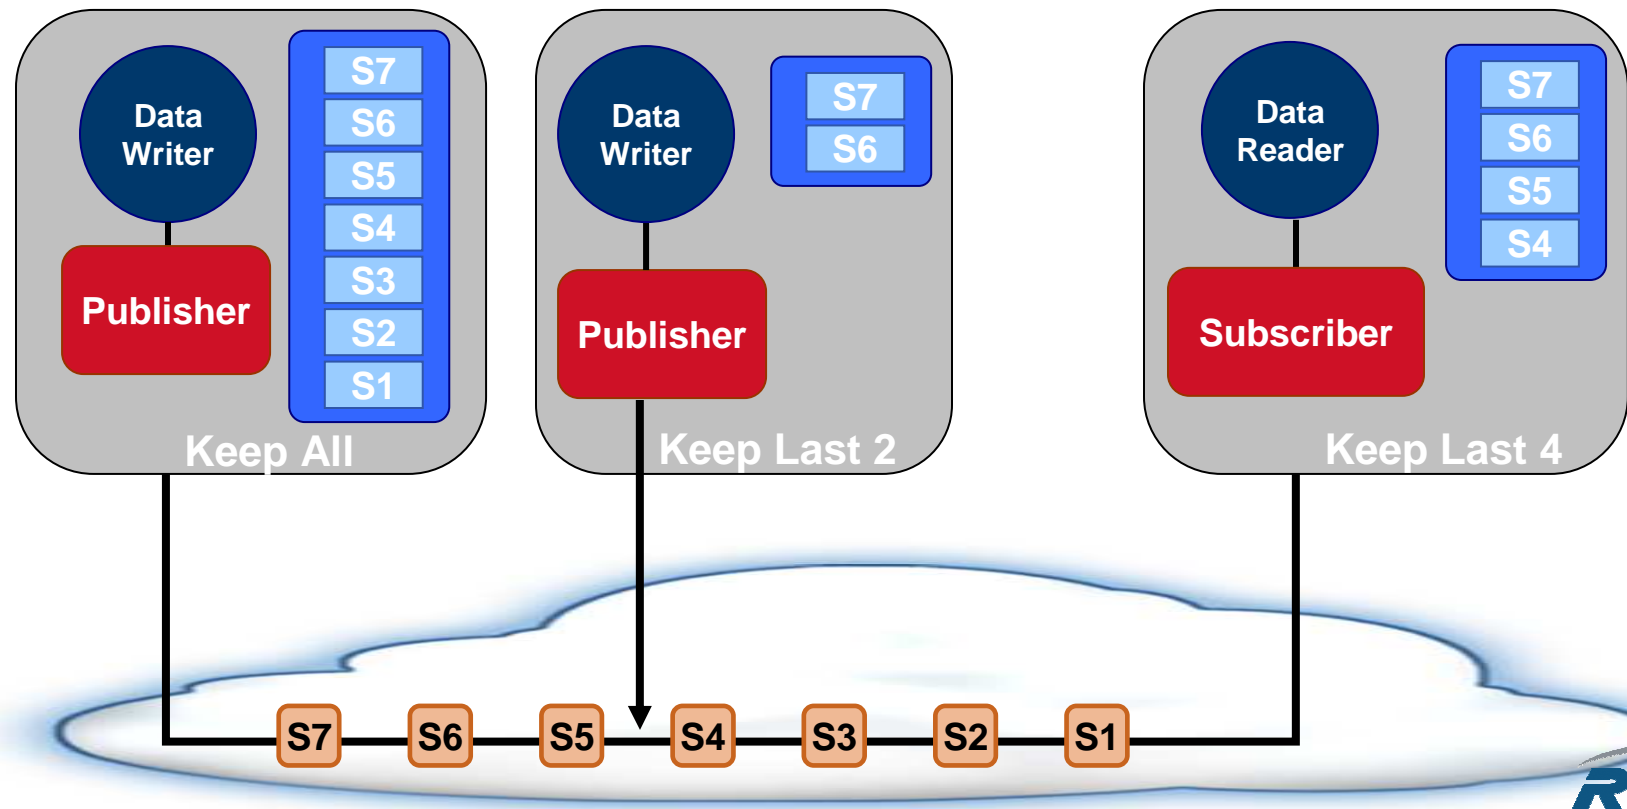 Data
Writer
Publisher
S7
S6
S5
S4
S3
S2
S1
Keep All
Data
Writer
Publisher
S7
S6
Keep Last 2
Data
Reader
Subscriber
S7
S6
S5
S4
Keep Last 4
S7 S6 S5 S4 S3 S2 S1
R